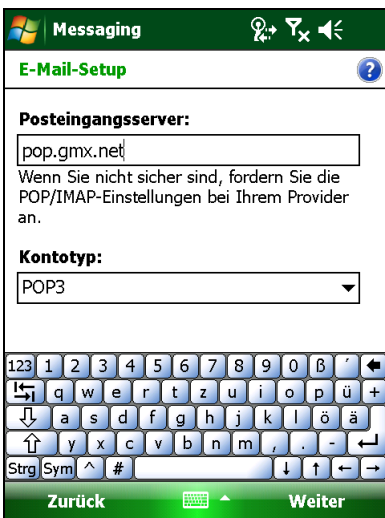 Messaging
E-Mail-Setup
Posteingangsserver:
pop.gmx.net
Wenn Sie nicht sicher sind, fordern Sie die
POP/IMAP-Einstellungen bei Ihrem Provider
an.
Kontotyp:
POP3
123 1 2 3 4 5 6 7 8 9 0 ß ´
q w e r t z u i o p ü +
a s d f g h j k l ö ä
y x c v b n m , . -
Strg Sym ^ #
Zurück Weiter